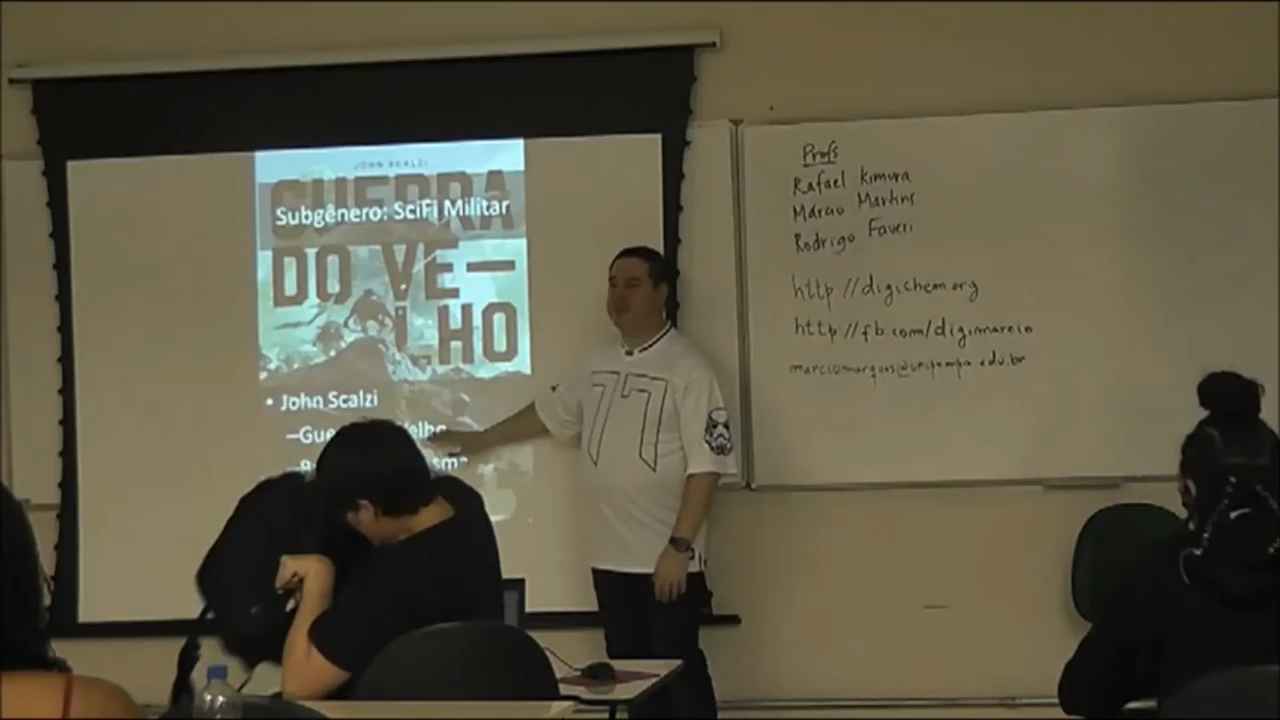 JOHN SCALZI
GUERRA
Subgênero: SciFi Militar
DO VE—
LHO
• John Scalzi
77
Profs
Rafael Kimura
Márcio Martins
Rodrigo Faveri
http //digichem.org
http //fb.com/digimarcio